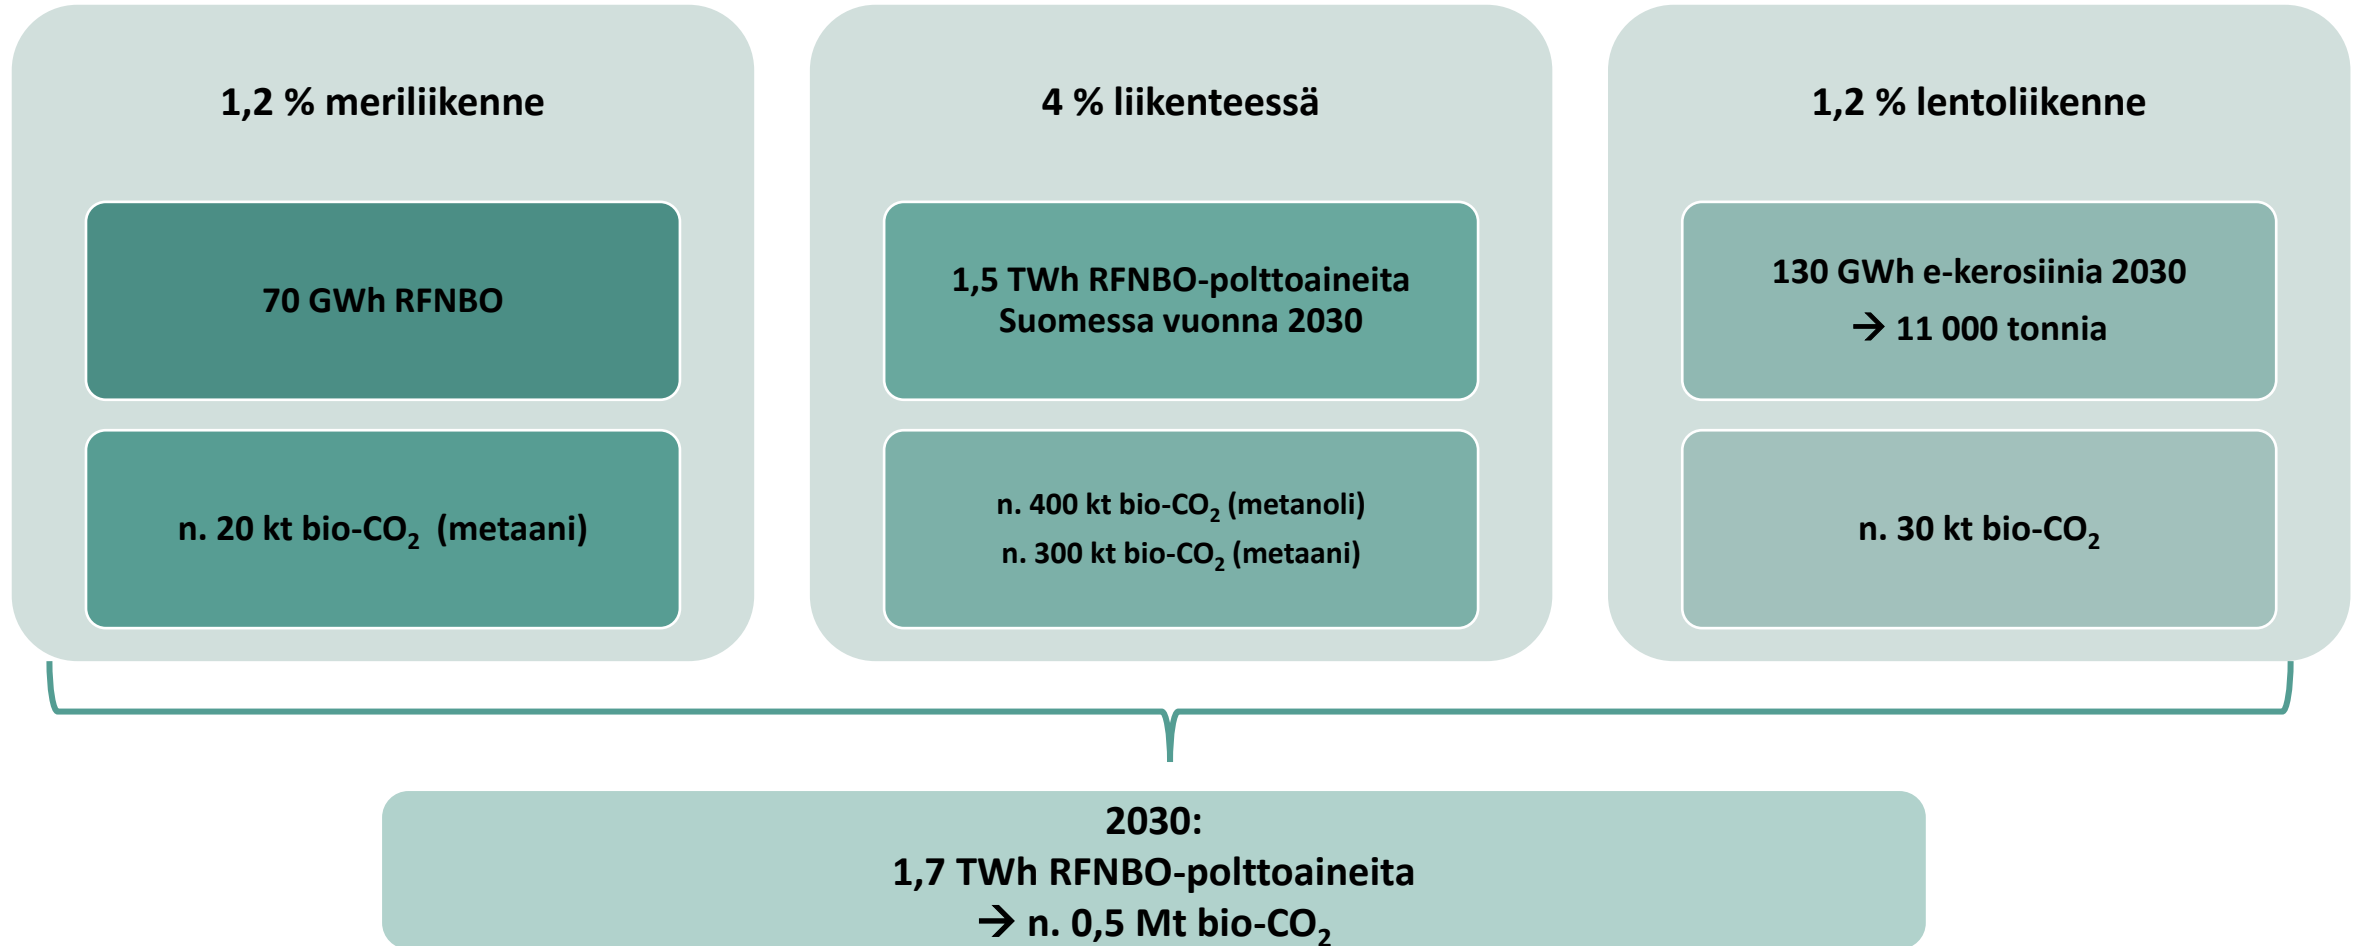 1,2 % meriliikenne
70 GWh RFNBO
n. 20 kt bio-CO₂ (metaani)
4 % liikenteessä
1,5 TWh RFNBO-polttoaineita
Suomessa vuonna 2030
n. 400 kt bio-CO₂ (metanoli)
n. 300 kt bio-CO₂ (metaani)
1,2 % lentoliikenne
130 GWh e-kerosiinia 2030
→ 11 000 tonnia
n. 30 kt bio-CO₂
2030:
1,7 TWh RFNBO-polttoaineita
→ n. 0,5 Mt bio-CO₂